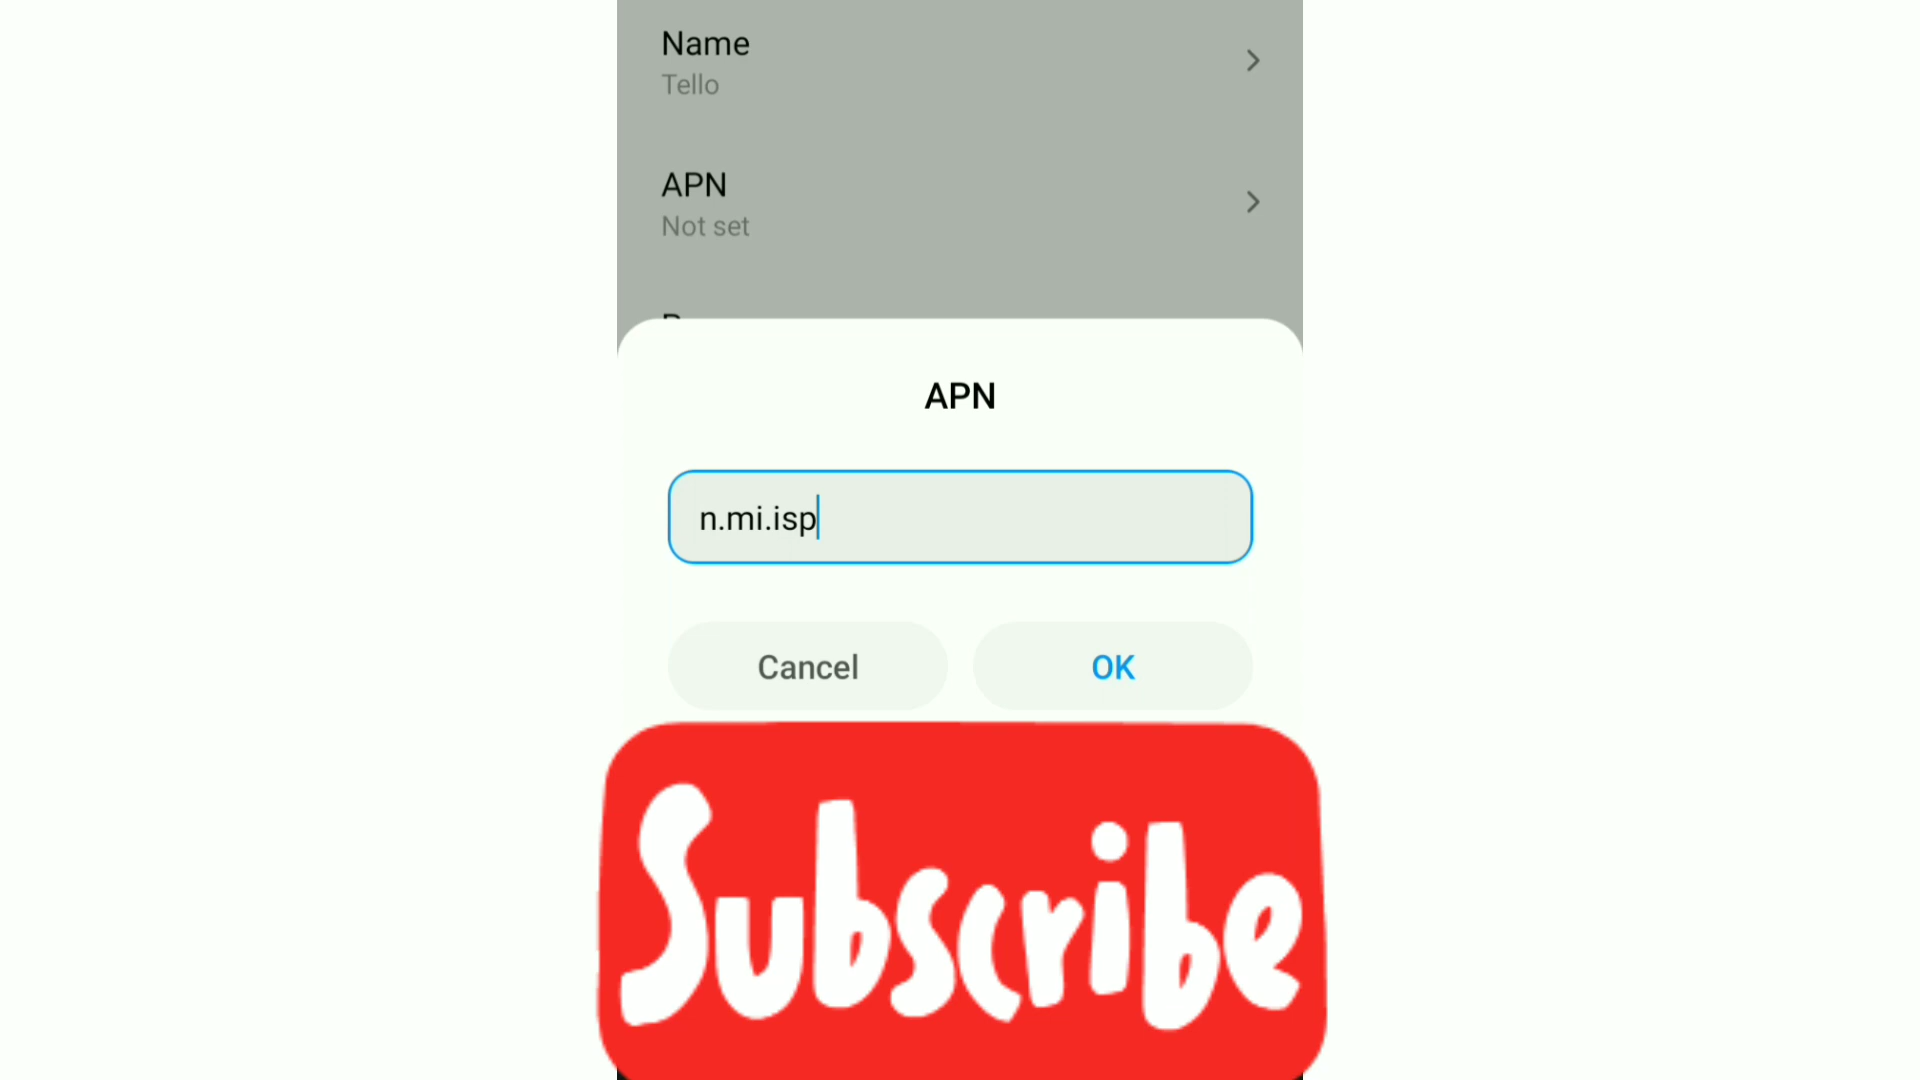 Name
Tello
APN
Not set
APN
n.mi.isp
Cancel
OK
Subscribe